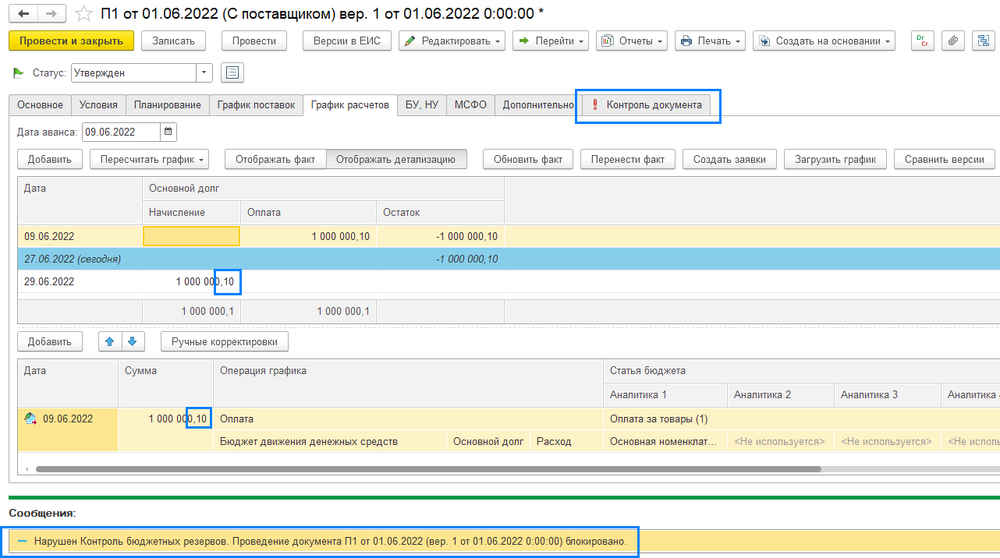 П1 от 01.06.2022 (С поставщиком) вер. 1 от 01.06.2022 0:00:00 *
Провести и закрыть Записать Провести Версии в ЕИС Редактировать Перейти Отчеты Печать Создать на основании Dr Cr
Статус: Утвержден
Основное Условия Планирование График поставок График расчетов БУ, НУ МСФО Дополнительно Контроль документа
Дата аванса: 09.06.2022
Добавить Пересчитать график Отображать факт Отображать детализацию Обновить факт Перенести факт Создать заявки Загрузить график Сравнить версии
Дата Основной долг
Начисление Оплата Остаток
09.06.2022 1 000 000,10 -1 000 000,10
27.06.2022 (сегодня) -1 000 000,10
29.06.2022 1 000 000,10
1 000 000,1 1 000 000,1
Добавить Ручные корректировки
Дата Сумма Операция графика Статья бюджета
Аналитика 1 Аналитика 2 Аналитика 3 Аналитика
09.06.2022 1 000 000,10 Оплата Оплата за товары (1)
Бюджет движения денежных средств Основной долг Расход Основная номенклат... <Не используется> <Не используется> <Не исполь
Сообщения:
Нарушен Контроль бюджетных резервов. Проведение документа П1 от 01.06.2022 (вер. 1 от 01.06.2022 0:00:00) блокировано.